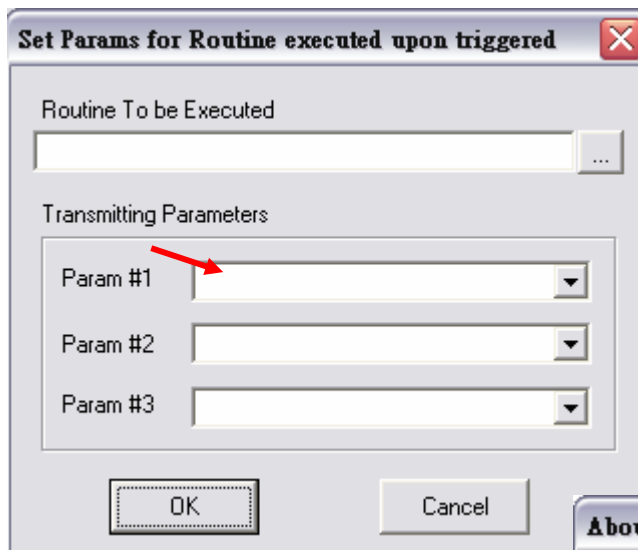 Set Params for Routine executed upon triggered
Routine To be Executed
...
Transmitting Parameters
Param #1
Param #2
Param #3
OK
Cancel